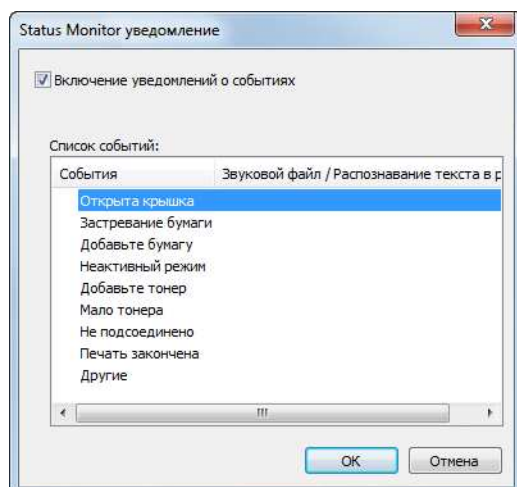 Status Monitor уведомление
Включение уведомлений о событиях
Список событий:
События Звуковой файл / Распознавание текста в р
Открыта крышка
Застревание бумаги
Добавьте бумагу
Неактивный режим
Добавьте тонер
Мало тонера
Не подсоединено
Печать закончена
Другие
OK Отмена